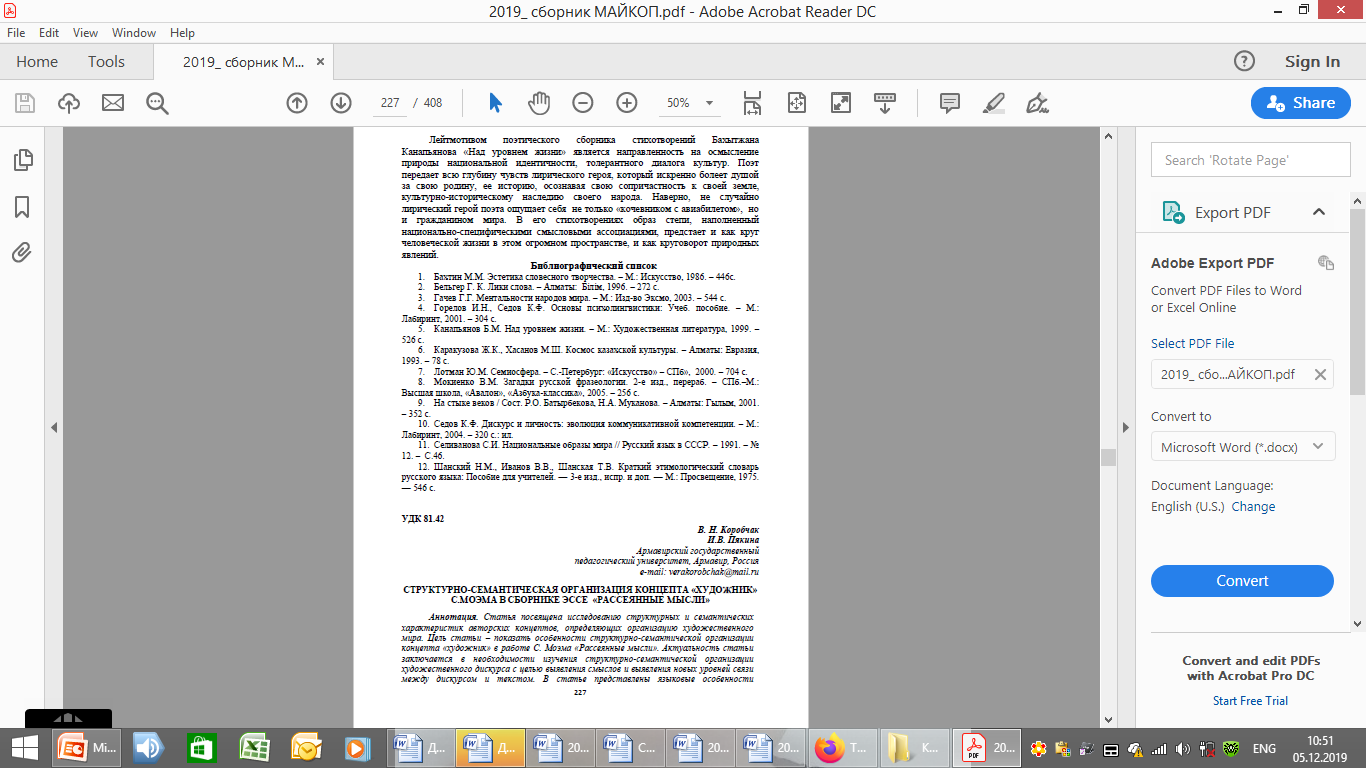 2019_ сборник МАЙКОП.pdf - Adobe Acrobat Reader DC
File Edit View Window Help
Home Tools 2019_ сборник М... × Sign In
227 / 408 50% Share
Лейтмотивом поэтического сборника стихотворений Бахытжана
Канапьянова «Над уровнем жизни» является направленность на осмысление
природы национальной идентичности, толерантного диалога культур. Поэт
передает всю глубину чувств лирического героя, который искренно болеет душой
за свою родину, ее историю, осознавая свою сопричастность к своей земле,
культурно-историческому наследию своего народа. Наверно, не случайно
лирический герой поэта ощущает себя не только «кочевником с авиабилетом», но
и гражданином мира. В его стихотворениях образ степи, наполненный
национально-специфическими смысловыми ассоциациями, предстает и как круг
человеческой жизни в этом огромном пространстве, и как круговорот природных
явлений.
Библиографический список
1. Бахтин М.М. Эстетика словесного творчества. – М.: Искусство, 1986. – 446с.
2. Бельгер Г. К. Лики слова. – Алматы: Білім, 1996. – 272 с.
3. Гачев Г.Г. Ментальности народов мира. – М.: Изд-во Эксмо, 2003. – 544 с.
4. Горелов И.Н., Седов К.Ф. Основы психолингвистики: Учеб. пособие. – М.:
Лабиринт, 2001. – 304 с.
5. Канапьянов Б.М. Над уровнем жизни. – М.: Художественная литература, 1999. –
526 с.
6. Каракузова Ж.К., Хасанов М.Ш. Космос казахской культуры. – Алматы: Евразия,
1993. – 78 с.
7. Лотман Ю.М. Семиосфера. – С.-Петербург: «Искусство» – СПб», 2000. – 704 с.
8. Мокиенко В.М. Загадки русской фразеологии. 2-е изд., перераб. – СПб.–М.:
Высшая школа, «Авалон», «Азбука-классика», 2005. – 256 с.
9. На стыке веков / Сост. Р.О. Батырбекова, Н.А. Муканова. – Алматы: Гылым, 2001.
– 352 с.
10. Седов К.Ф. Дискурс и личность: эволюция коммуникативной компетенции. – М.:
Лабиринт, 2004. – 320 с.: ил.
11. Селиванова С.И. Национальные образы мира // Русский язык в СССР. – 1991. – №
12. – С.46.
12. Шанский Н.М., Иванов В.В., Шанская Т.В. Краткий этимологический словарь
русского языка: Пособие для учителей. — 3-е изд., испр. и доп. — М.: Просвещение, 1975.
— 546 с.
УДК 81.42
В. Н. Коробчак
И.В. Пякина
Армавирский государственный
педагогический университет, Армавир, Россия
e-mail: verakorobchak@mail.ru
СТРУКТУРНО-СЕМАНТИЧЕСКАЯ ОРГАНИЗАЦИЯ КОНЦЕПТА «ХУДОЖНИК»
С.МОЭМА В СБОРНИКЕ ЭССЕ «РАССЕЯННЫЕ МЫСЛИ»
Аннотация. Статья посвящена исследованию структурных и семантических
характеристик авторских концептов, определяющих организацию художественного
мира. Цель статьи – показать особенности структурно-семантической организации
концепта «художник» в работе С. Моэма «Рассеянные мысли». Актуальность статьи
заключается в необходимости изучения структурно-семантической организации
художественного дискурса с целью выявления смыслов и выявления новых уровней связи
между дискурсом и текстом. В статье представлены языковые особенности
227
Search 'Rotate Page'
Export PDF
Adobe Export PDF
Convert PDF Files to Word
or Excel Online
Select PDF File
2019_ сбо...АЙКОП.pdf
Convert to
Microsoft Word (*.docx)
Document Language:
English (U.S.) Change
Convert
Convert and edit PDFs
with Acrobat Pro DC
Start Free Trial
Mi... Д... Д... 20... С... 20... 20... Т... К... 20... ENG
10:51
05.12.2019